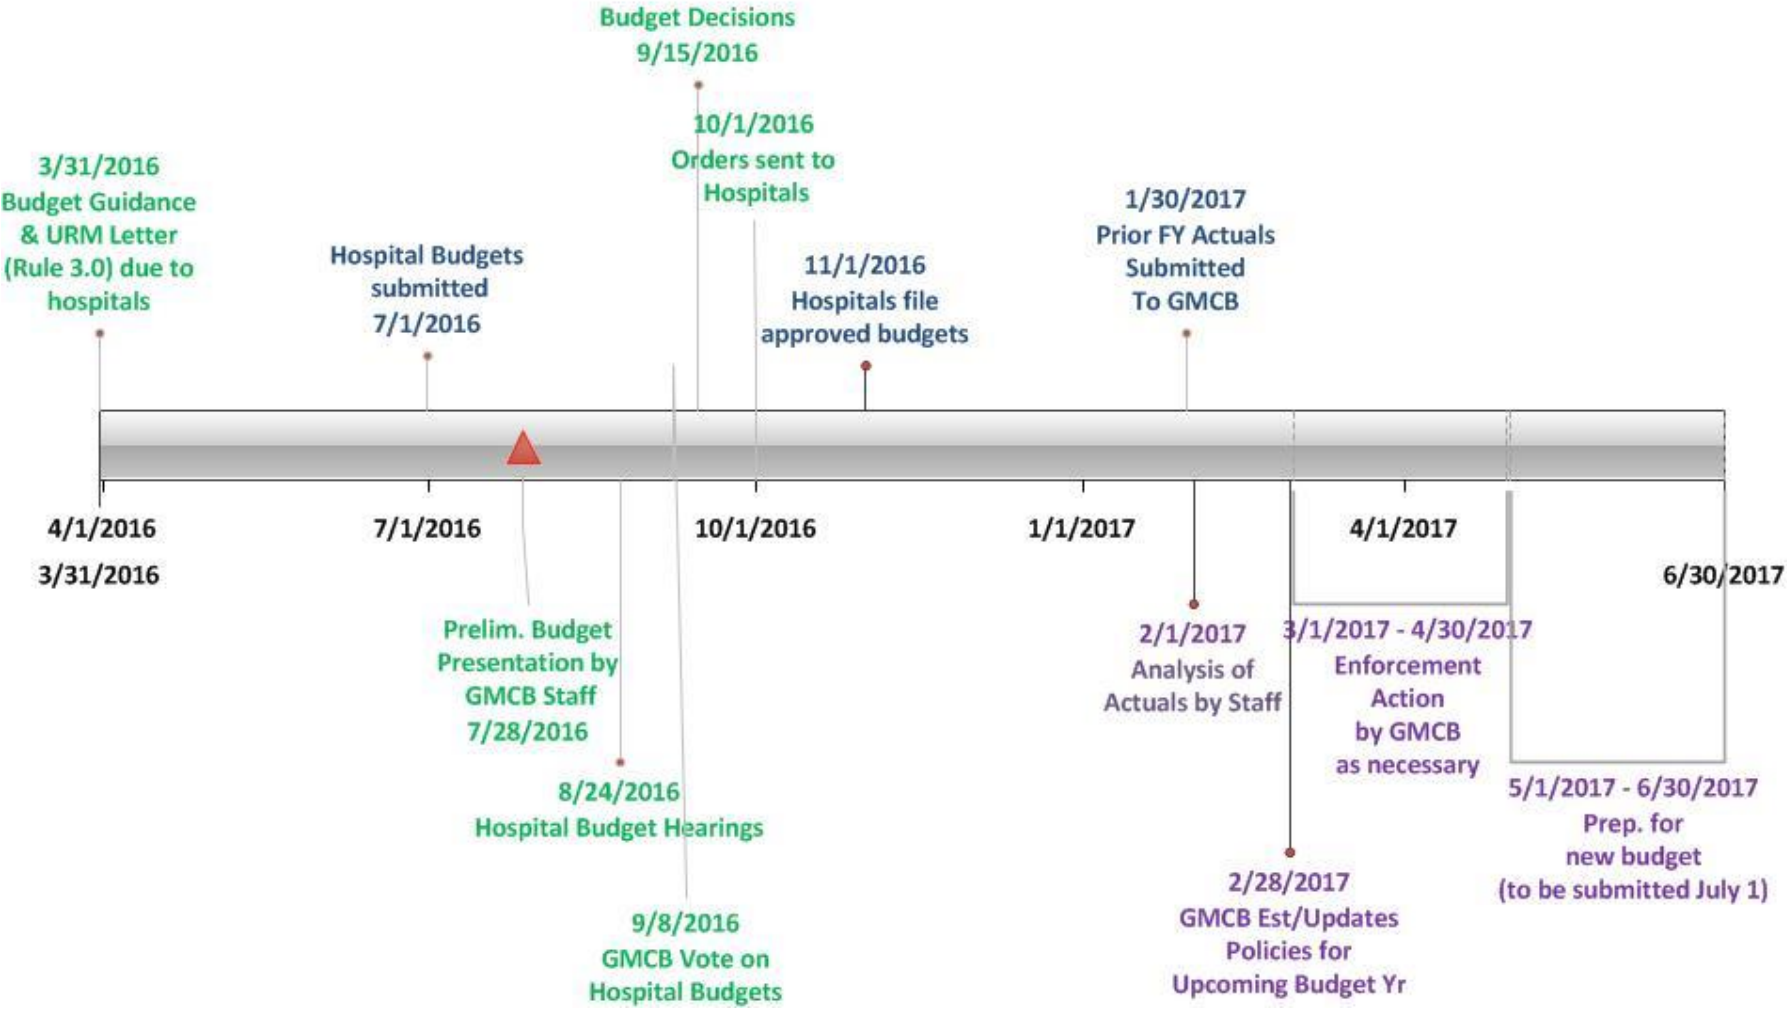 Budget Decisions
9/15/2016
10/1/2016
Orders sent to
Hospitals
3/31/2016
Budget Guidance
& URM Letter
(Rule 3.0) due to
hospitals
Hospital Budgets
submitted
7/1/2016
11/1/2016
Hospitals file
approved budgets
1/30/2017
Prior FY Actuals
Submitted
To GMCB
4/1/2016
7/1/2016
10/1/2016
1/1/2017
4/1/2017
3/31/2016
6/30/2017
Prelim. Budget
Presentation by
GMCB Staff
7/28/2016
8/24/2016
Hospital Budget Hearings
9/8/2016
GMCB Vote on
Hospital Budgets
2/1/2017
Analysis of
Actuals by Staff
2/28/2017
GMCB Est/Updates
Policies for
Upcoming Budget Yr
3/1/2017 - 4/30/2017
Enforcement
Action
by GMCB
as necessary
5/1/2017 - 6/30/2017
Prep. for
new budget
(to be submitted July 1)